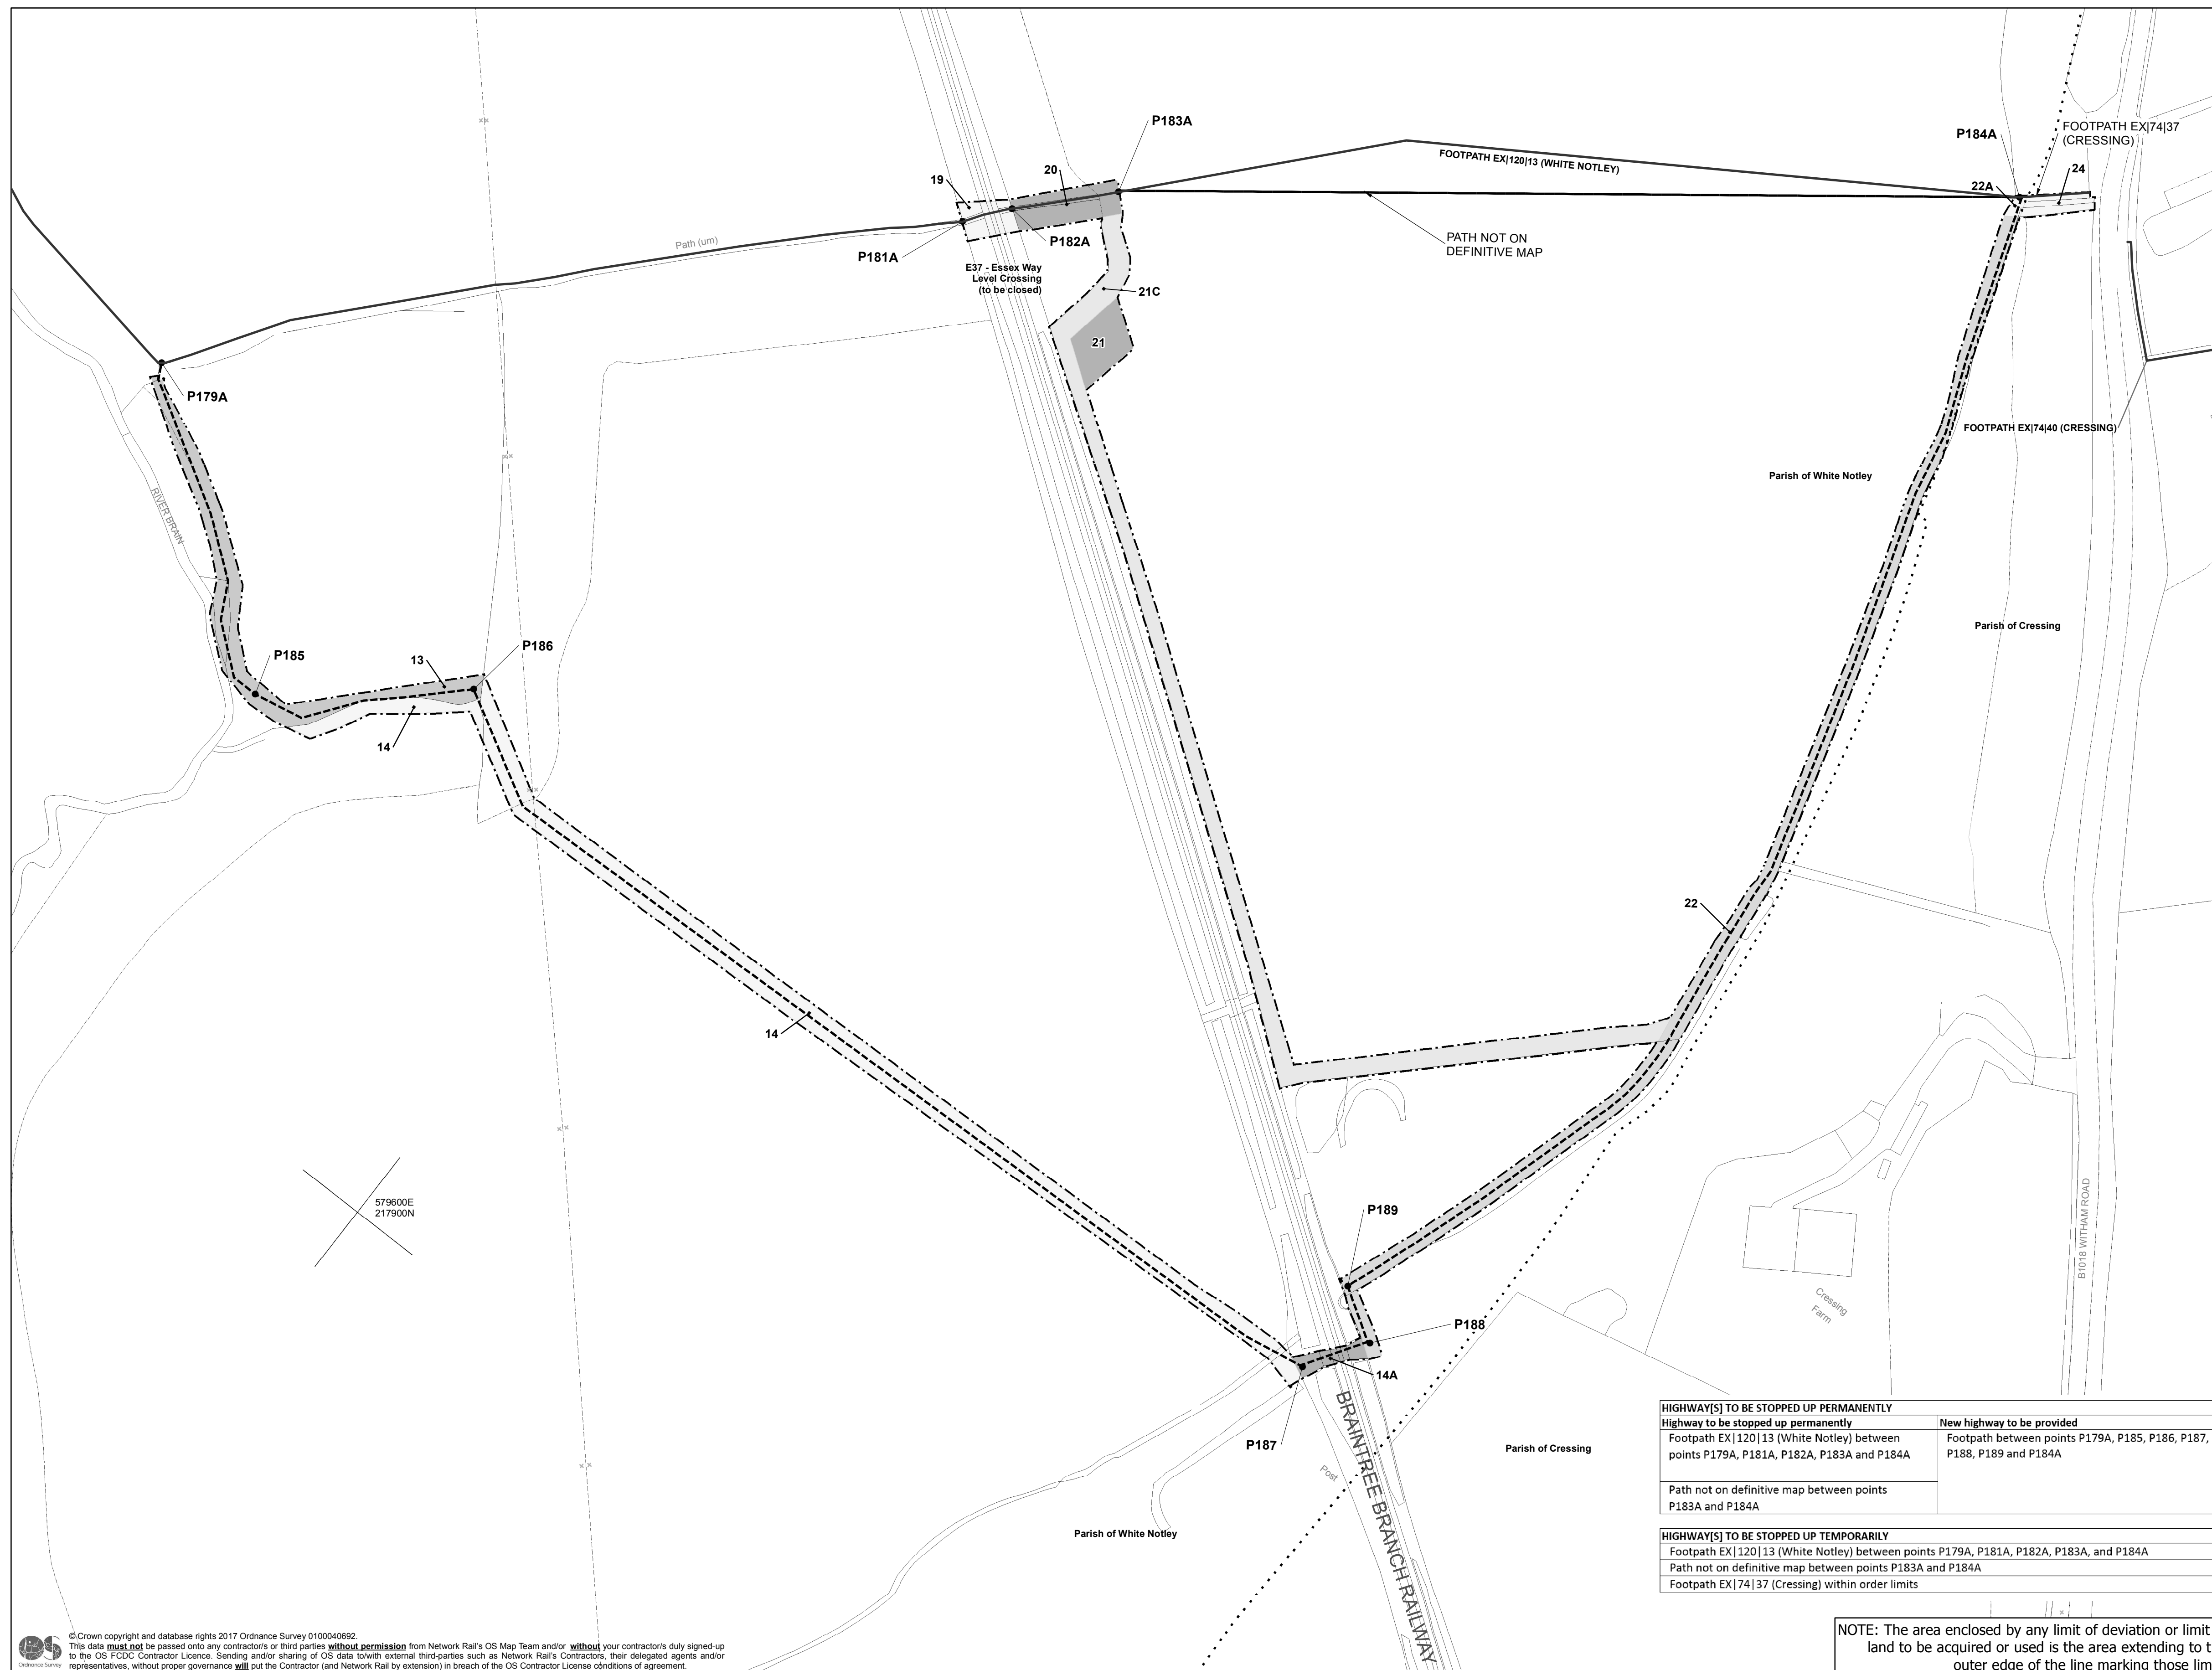 P183A
P184A
FOOTPATH EX|74|37
(CRESSING)
FOOTPATH EX|120|13 (WHITE NOTLEY)
20
24
19
22A
Path (um)
P182A
P181A
PATH NOT ON
DEFINITIVE MAP
E37 - Essex Way
Level Crossing
(to be closed)
21C
21
P179A
FOOTPATH EX|74|40 (CRESSING)
Parish of White Notley
RIVER BRAIN
Parish of Cressing
P185
13
P186
14
22
14
579600E
217900N
P189
B1018 WITHAM ROAD
Cressing
Farm
P188
14A
BRAINTREE BRANCH RAILWAY
P187
Post
Parish of Cressing
Parish of White Notley
HIGHWAY[S] TO BE STOPPED UP PERMANENTLY
Highway to be stopped up permanently New highway to be provided
Footpath EX|120|13 (White Notley) between Footpath between points P179A, P185, P186, P187,
points P179A, P181A, P182A, P183A and P184A P188, P189 and P184A
Path not on definitive map between points
P183A and P184A
HIGHWAY[S] TO BE STOPPED UP TEMPORARILY
Footpath EX|120|13 (White Notley) between points P179A, P181A, P182A, P183A, and P184A
Path not on definitive map between points P183A and P184A
Footpath EX|74|37 (Cressing) within order limits
NOTE: The area enclosed by any limit of deviation or limit
land to be acquired or used is the area extending to t
outer edge of the line marking those lim
Ordnance Survey
© Crown copyright and database rights 2017 Ordnance Survey 0100040692.
This data must not be passed onto any contractor/s or third parties without permission from Network Rail's OS Map Team and/or without your contractor/s duly signed-up
to the OS FCDC Contractor Licence. Sending and/or sharing of OS data to/with external third-parties such as Network Rail's Contractors, their delegated agents and/or
representatives, without proper governance will put the Contractor (and Network Rail by extension) in breach of the OS Contractor License conditions of agreement.